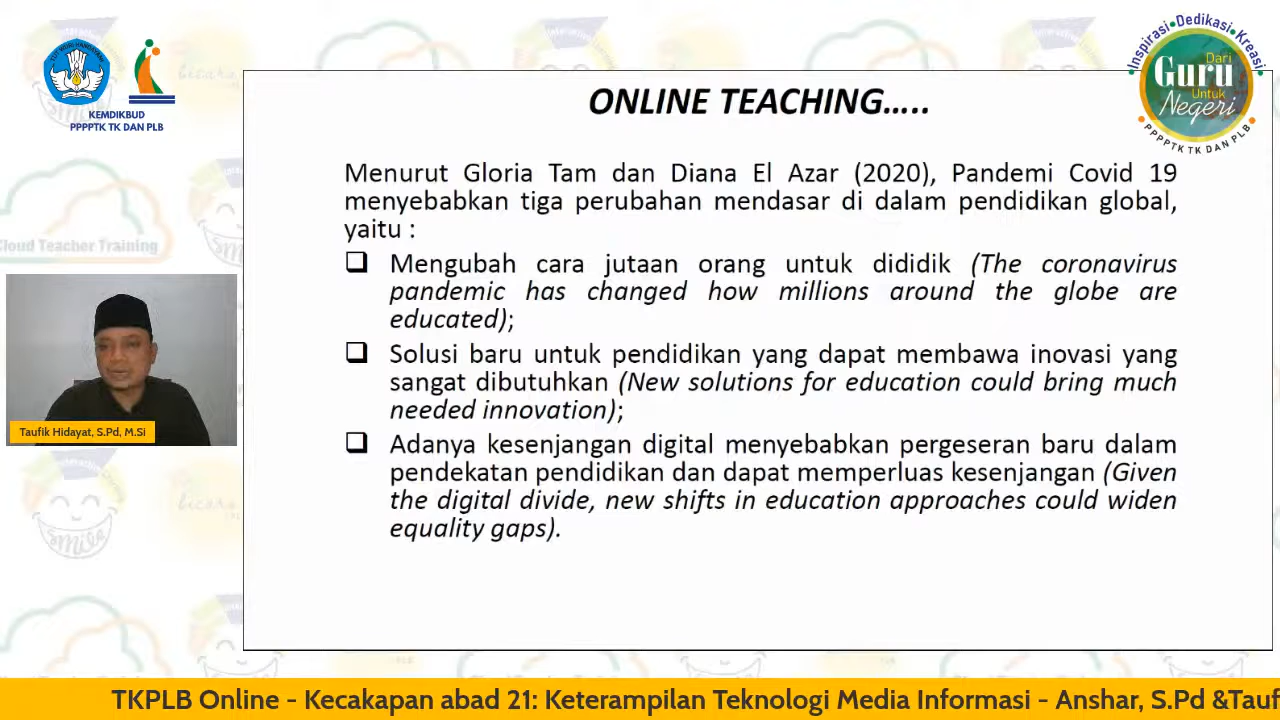 KEMDIKBUD
PPPPTK TK DAN PLB
Inspirasi • Dedikasi • Kreasi
Dari
Guru
Untuk
Negeri
PPPPTK TK DAN PLB
ONLINE TEACHING.....
Menurut Gloria Tam dan Diana El Azar (2020), Pandemi Covid 19
menyebabkan tiga perubahan mendasar di dalam pendidikan global,
yaitu :
❑ Mengubah cara jutaan orang untuk dididik (The coronavirus
pandemic has changed how millions around the globe are
educated);
❑ Solusi baru untuk pendidikan yang dapat membawa inovasi yang
sangat dibutuhkan (New solutions for education could bring much
needed innovation);
❑ Adanya kesenjangan digital menyebabkan pergeseran baru dalam
pendekatan pendidikan dan dapat memperluas kesenjangan (Given
the digital divide, new shifts in education approaches could widen
equality gaps).
Cloud Teacher Training
Taufik Hidayat, S.Pd, M.Si
smile
bicara
TKPLB Online - Kecakapan abad 21: Keterampilan Teknologi Media Informasi - Anshar, S.Pd &Tauf